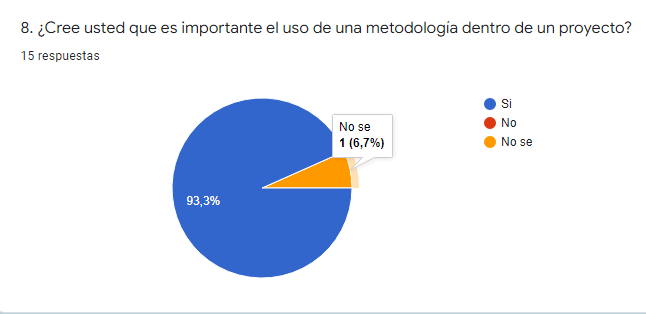 8. ¿Cree usted que es importante el uso de una metodología dentro de un proyecto?
15 respuestas
Si
No
No se
No se
1 (6,7%)
93,3%